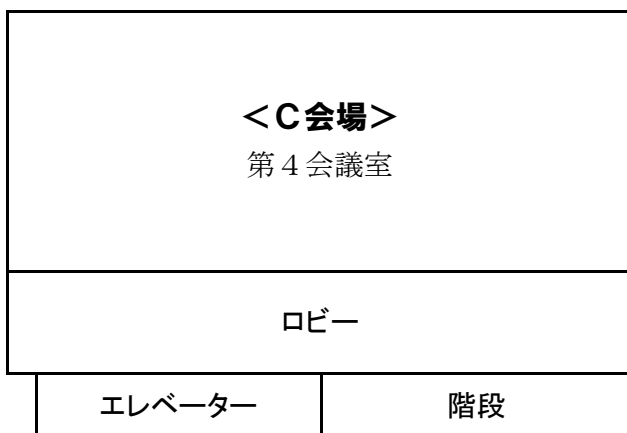 ＜C会場＞
第４会議室
ロビー
エレベーター
階段